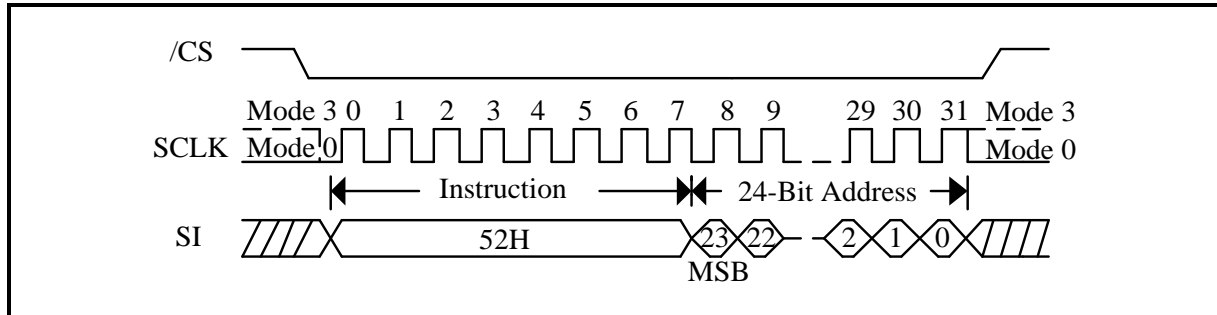 /CS
Mode 3 0 1 2 3 4 5 6 7 8 9 29 30 31 Mode 3
SCLK Mode 0 Mode 0
Instruction 24-Bit Address
SI 52H 23 22 2 1 0
MSB